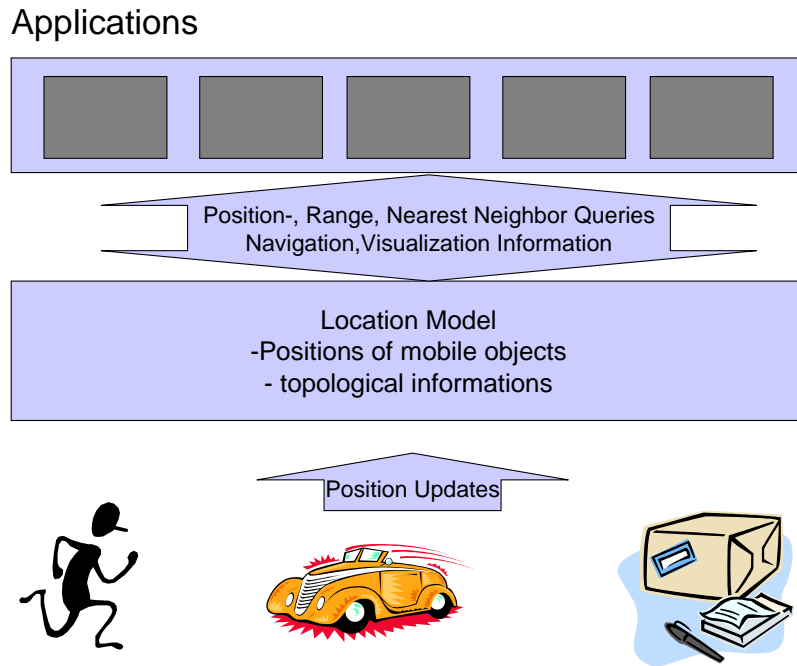 Applications
Position-, Range, Nearest Neighbor Queries
Navigation,Visualization Information
Location Model
-Positions of mobile objects
- topological informations
Position Updates